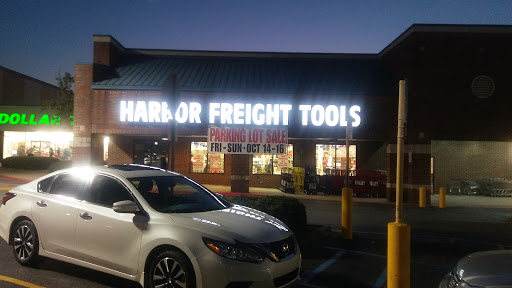 HARBOR FREIGHT TOOLS
DOLLAR
PARKING LOT SALE
FRI-SUN-OCT 14-16